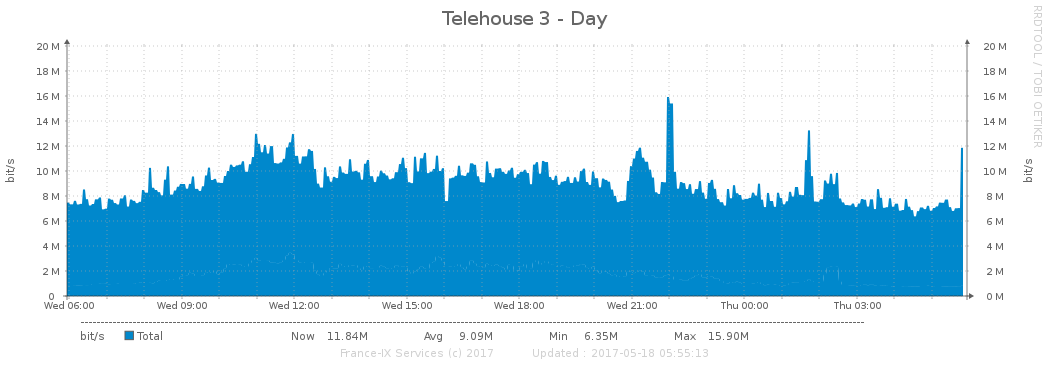 Telehouse 3 - Day
RRDTOOL / TOBI OETIKER
bit/s
20 M 20 M
18 M 18 M
16 M 16 M
14 M 14 M
12 M 12 M
10 M 10 M
8 M 8 M
6 M 6 M
4 M 4 M
2 M 2 M
0 0 M
bit/s
Wed 06:00 Wed 09:00 Wed 12:00 Wed 15:00 Wed 18:00 Wed 21:00 Thu 00:00 Thu 03:00
bit/s Total Now 11.84M Avg 9.09M Min 6.35M Max 15.90M
France-IX Services (c) 2017 Updated : 2017-05-18 05:55:13